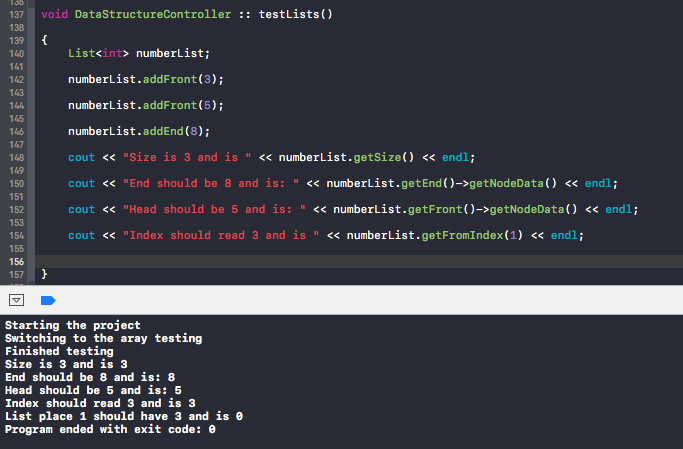 136
137 void DataStructureController :: testLists()
138
139 {
140 List<int> numberList;
141
142 numberList.addFront(3);
143
144 numberList.addFront(5);
145
146 numberList.addEnd(8);
147
148 cout << "Size is 3 and is " << numberList.getSize() << endl;
149
150 cout << "End should be 8 and is: " << numberList.getEnd()->getNodeData() << endl;
151
152 cout << "Head should be 5 and is: " << numberList.getFront()->getNodeData() << endl;
153
154 cout << "Index should read 3 and is " << numberList.getFromIndex(1) << endl;
155
156
157 }
Starting the project
Switching to the aray testing
Finished testing
Size is 3 and is 3
End should be 8 and is: 8
Head should be 5 and is: 5
Index should read 3 and is 3
List place 1 should have 3 and is 0
Program ended with exit code: 0